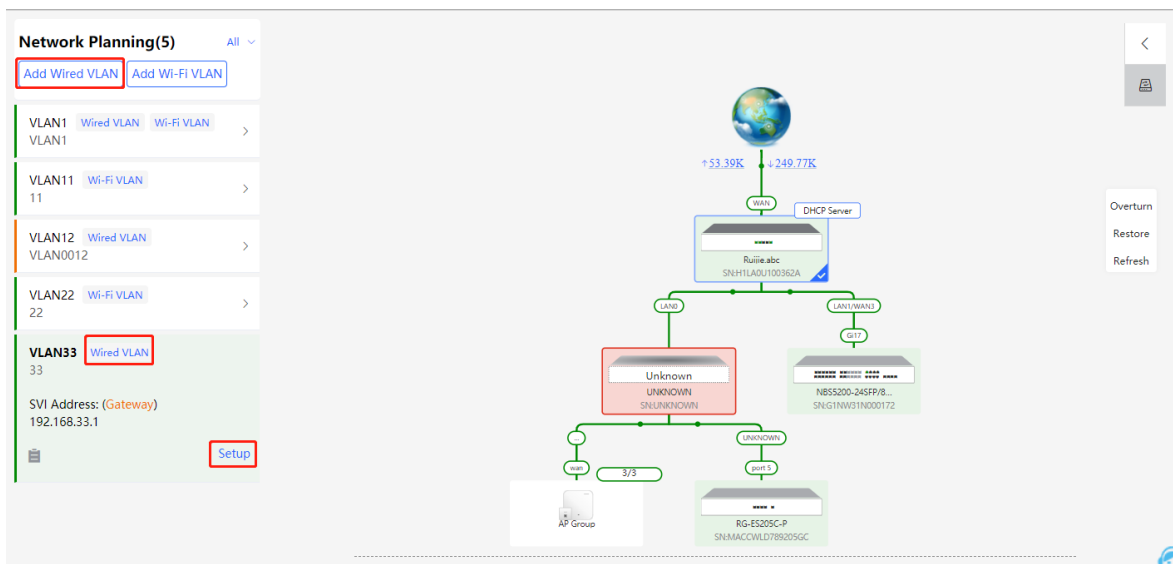 Network Planning(5) All
Add Wired VLAN Add Wi-Fi VLAN
VLAN1 Wired VLAN Wi-Fi VLAN
VLAN1
VLAN11 Wi-Fi VLAN
11
VLAN12 Wired VLAN
VLAN0012
VLAN22 Wi-Fi VLAN
22
VLAN33 Wired VLAN
33
SVI Address: (Gateway)
192.168.33.1
Setup
↑53.39K ↓249.77K
WAN
DHCP Server
Ruijie.abc
SN:H1LA0U100362A
LAN0
LAN1/WAN3
Gi17
Unknown
UNKNOWN
SN:UNKNOWN
NBS5200-24SFP/8...
SN:G1NW31N000172
...
UNKNOWN
wan
3/3
port 5
AP Group
RG-ES205C-P
SN:MACCWLD789205GC
Overturn
Restore
Refresh